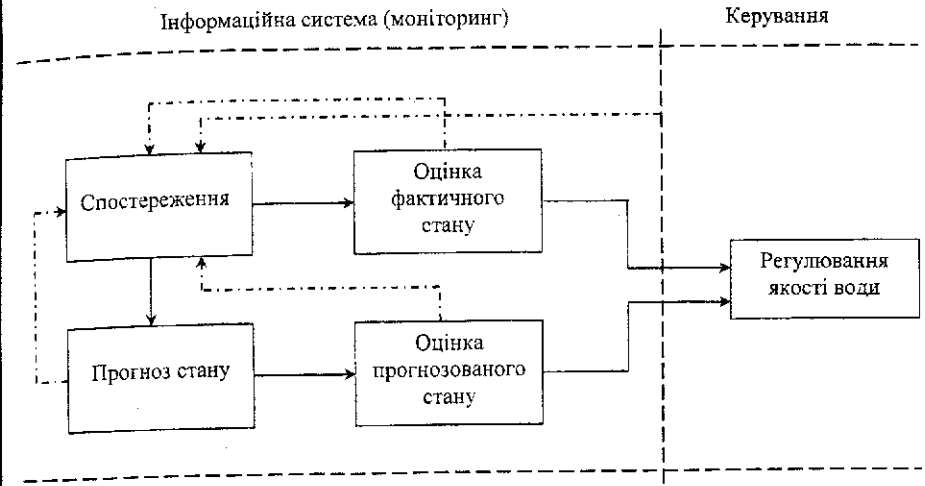 Інформаційна система (моніторинг)
Керування
Спостереження
Оцінка
фактичного
стану
Регулювання
якості води
Прогноз стану
Оцінка
прогнозованого
стану